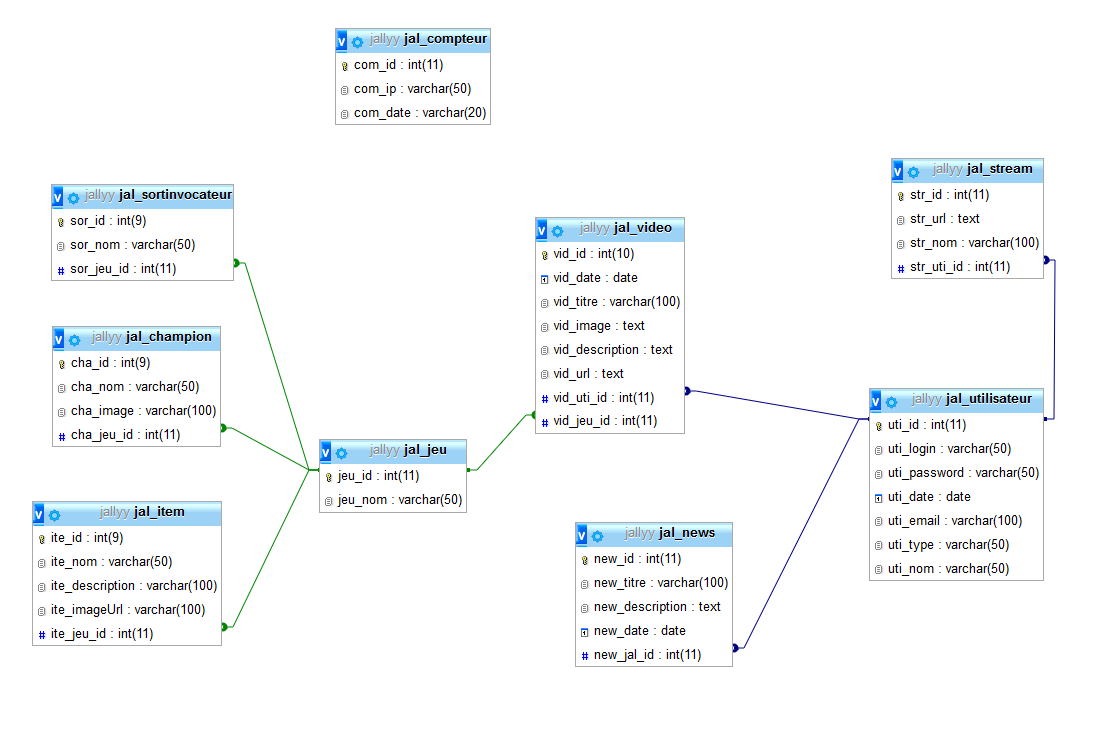 jallyy jal_compteur
com_id : int(11)
com_ip : varchar(50)
com_date : varchar(20)
jallyy jal_sortinvocateur
sor_id : int(9)
sor_nom : varchar(50)
sor_jeu_id : int(11)
jallyy jal_champion
cha_id : int(9)
cha_nom : varchar(50)
cha_image : varchar(100)
cha_jeu_id : int(11)
jallyy jal_item
ite_id : int(9)
ite_nom : varchar(50)
ite_description : varchar(100)
ite_imageUrl : varchar(100)
ite_jeu_id : int(11)
jallyy jal_jeu
jeu_id : int(11)
jeu_nom : varchar(50)
jallyy jal_video
vid_id : int(10)
vid_date : date
vid_titre : varchar(100)
vid_image : text
vid_description : text
vid_url : text
vid_uti_id : int(11)
vid_jeu_id : int(11)
jallyy jal_news
new_id : int(11)
new_titre : varchar(100)
new_description : text
new_date : date
new_jal_id : int(11)
jallyy jal_stream
str_id : int(11)
str_url : text
str_nom : varchar(100)
str_uti_id : int(11)
jallyy jal_utilisateur
uti_id : int(11)
uti_login : varchar(50)
uti_password : varchar(50)
uti_date : date
uti_email : varchar(100)
uti_type : varchar(50)
uti_nom : varchar(50)